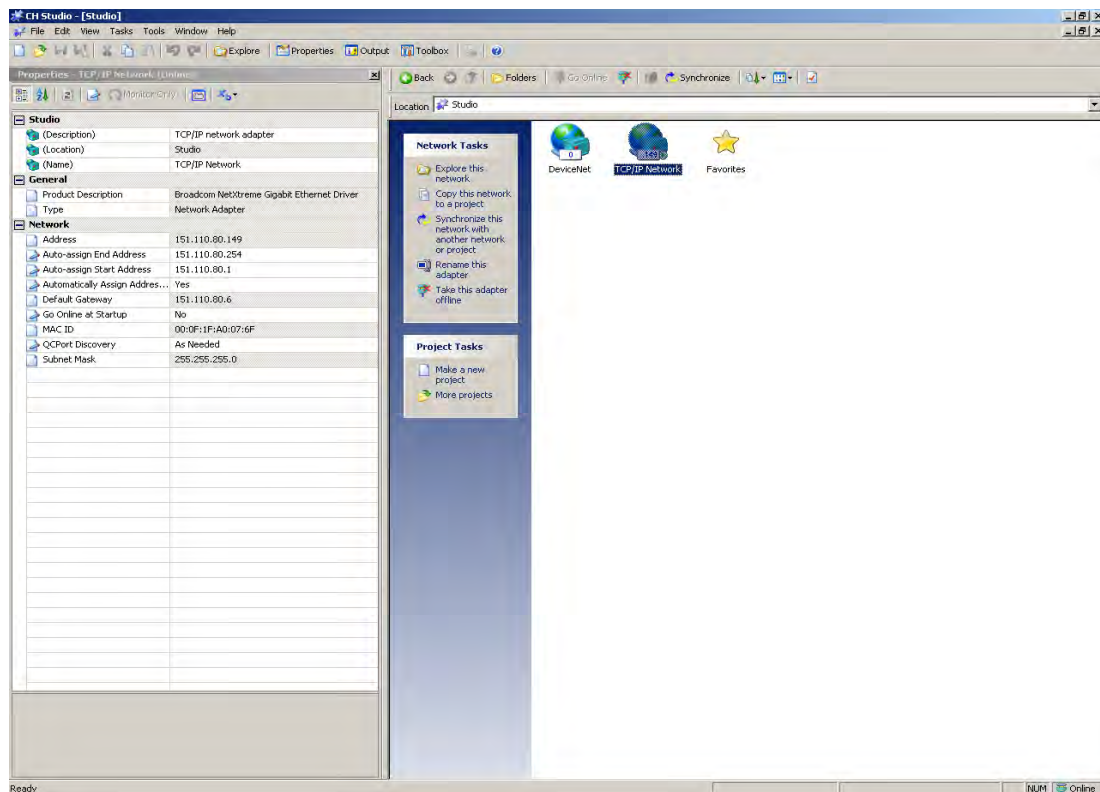 CH Studio - [Studio]
File Edit View Tasks Tools Window Help
Explore Properties Output Toolbox
Properties - TCP/IP Network (Online)
Monitor Only
Back Folders Go Online Synchronize
Location Studio
Studio
(Description) TCP/IP network adapter
(Location) Studio
(Name) TCP/IP Network
General
Product Description Broadcom NetXtreme Gigabit Ethernet Driver
Type Network Adapter
Network
Address 151.110.80.149
Auto-assign End Address 151.110.80.254
Auto-assign Start Address 151.110.80.1
Automatically Assign Addres... Yes
Default Gateway 151.110.80.6
Go Online at Startup No
MAC ID 00:0F:1F:A0:07:6F
QCPort Discovery As Needed
Subnet Mask 255.255.255.0
Network Tasks
Explore this
network
Copy this network
to a project
Synchronize this
network with
another network
or project
Rename this
adapter
Take this adapter
offline
Project Tasks
Make a new
project
More projects
0
DeviceNet
149
TCP/IP Network
Favorites
Ready
NUM Online